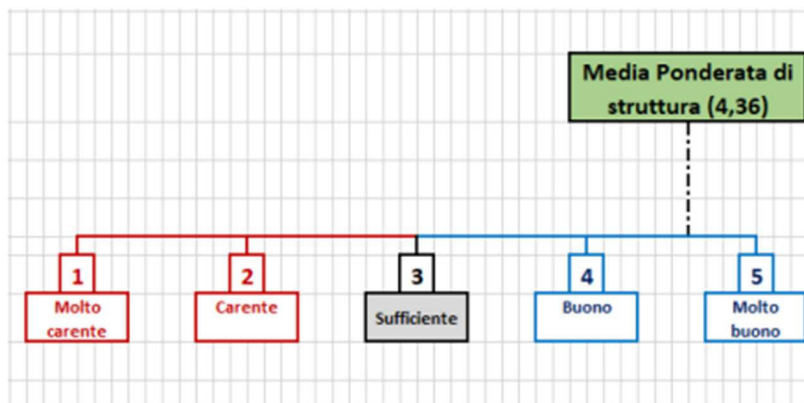 Media Ponderata di
struttura (4,36)
1
2
3
4
5
Molto
carente
Carente
Sufficiente
Buono
Molto
buono